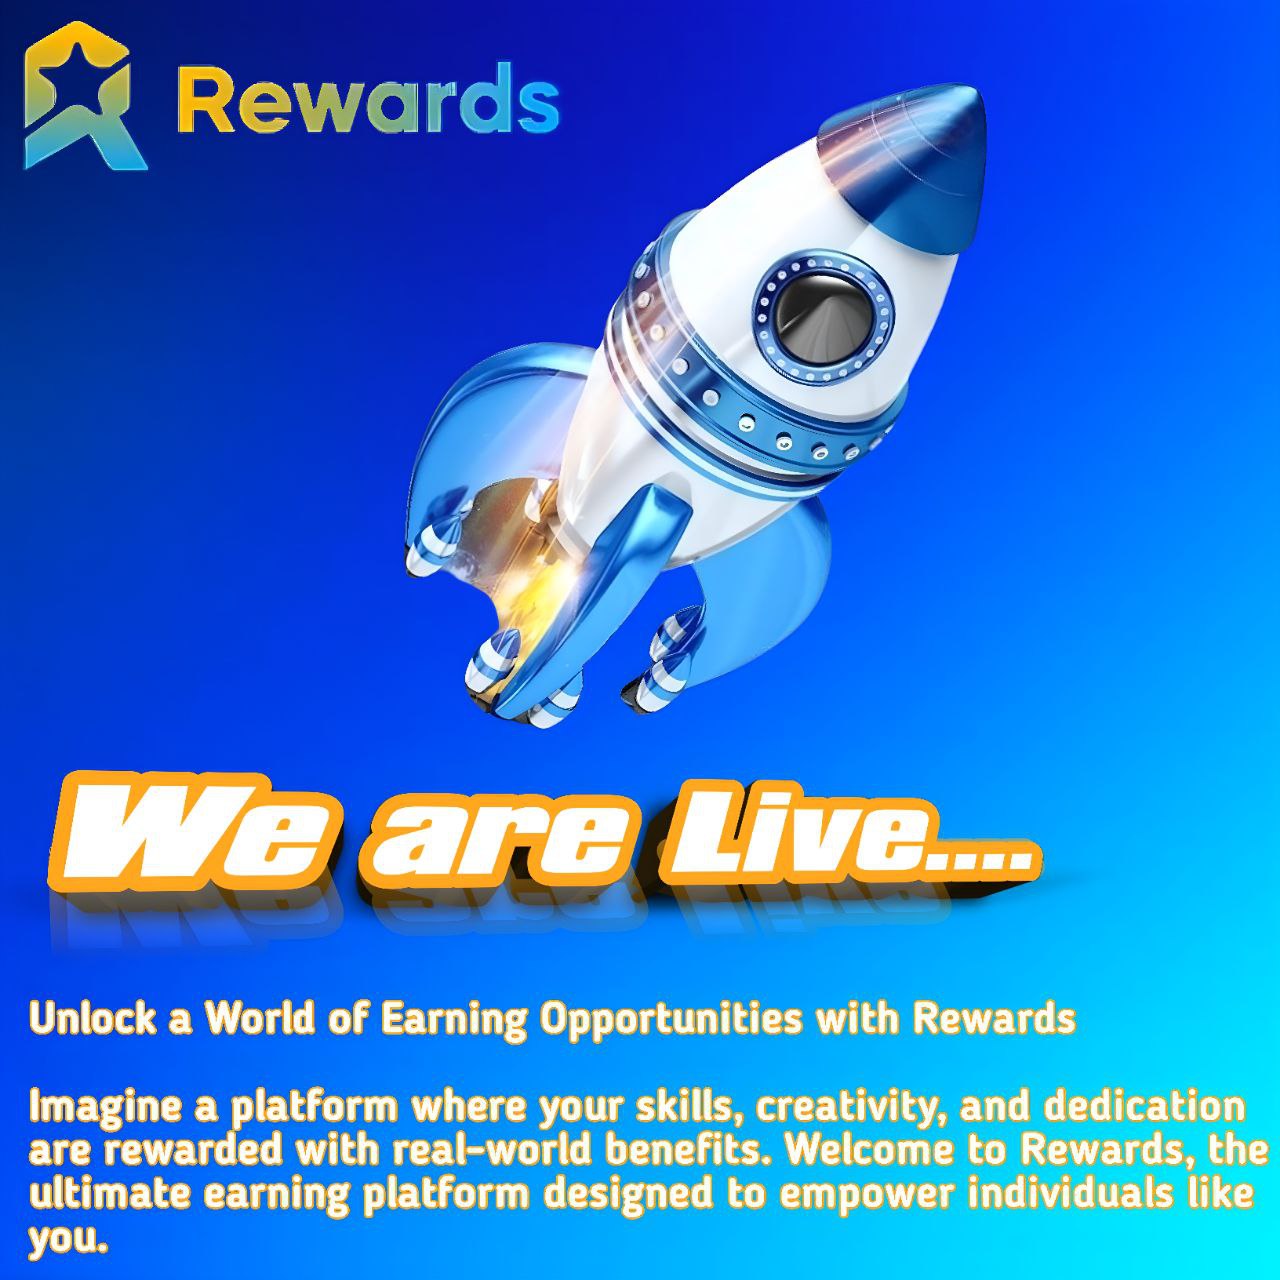 Rewards
We are Live....
Unlock a World of Earning Opportunities with Rewards
Imagine a platform where your skills, creativity, and dedication
are rewarded with real-world benefits. Welcome to Rewards, the
ultimate earning platform designed to empower individuals like
you.